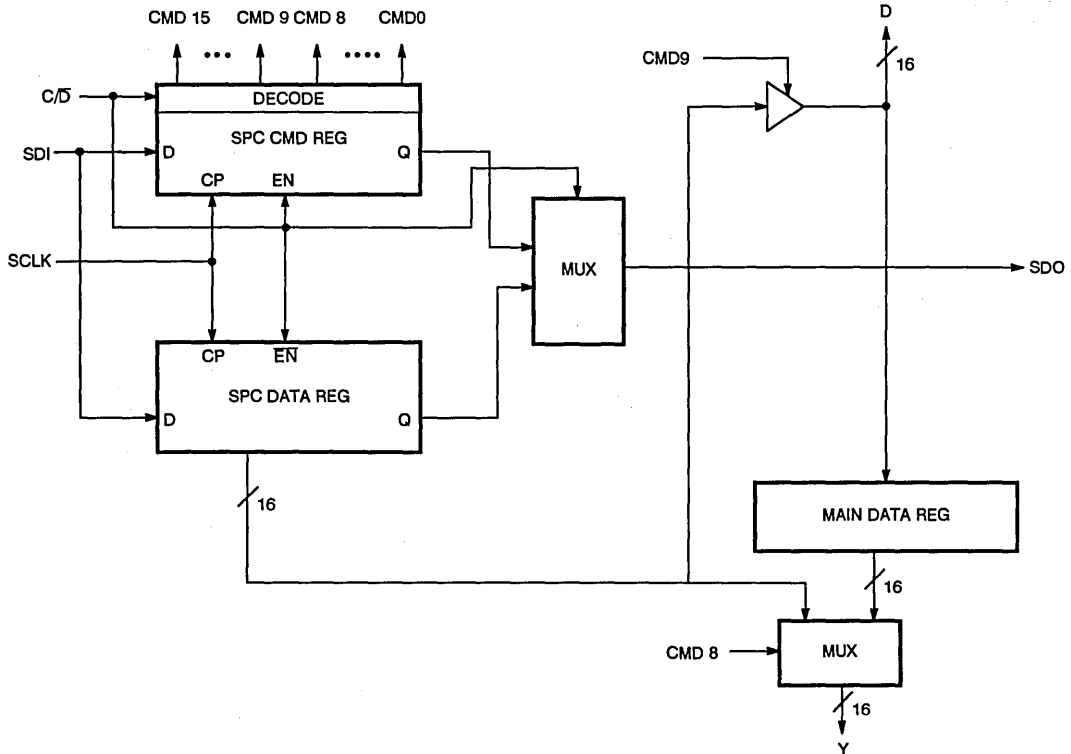 CMD 15 ••• CMD 9 CMD 8 •••• CMD0
D
16
CMD9
C/D̅
DECODE
SPC CMD REG
SDI
D
Q
CP
EN
SCLK
MUX
SDO
CP
E̅N̅
SPC DATA REG
D
Q
16
MAIN DATA REG
16
CMD 8
MUX
16
Y